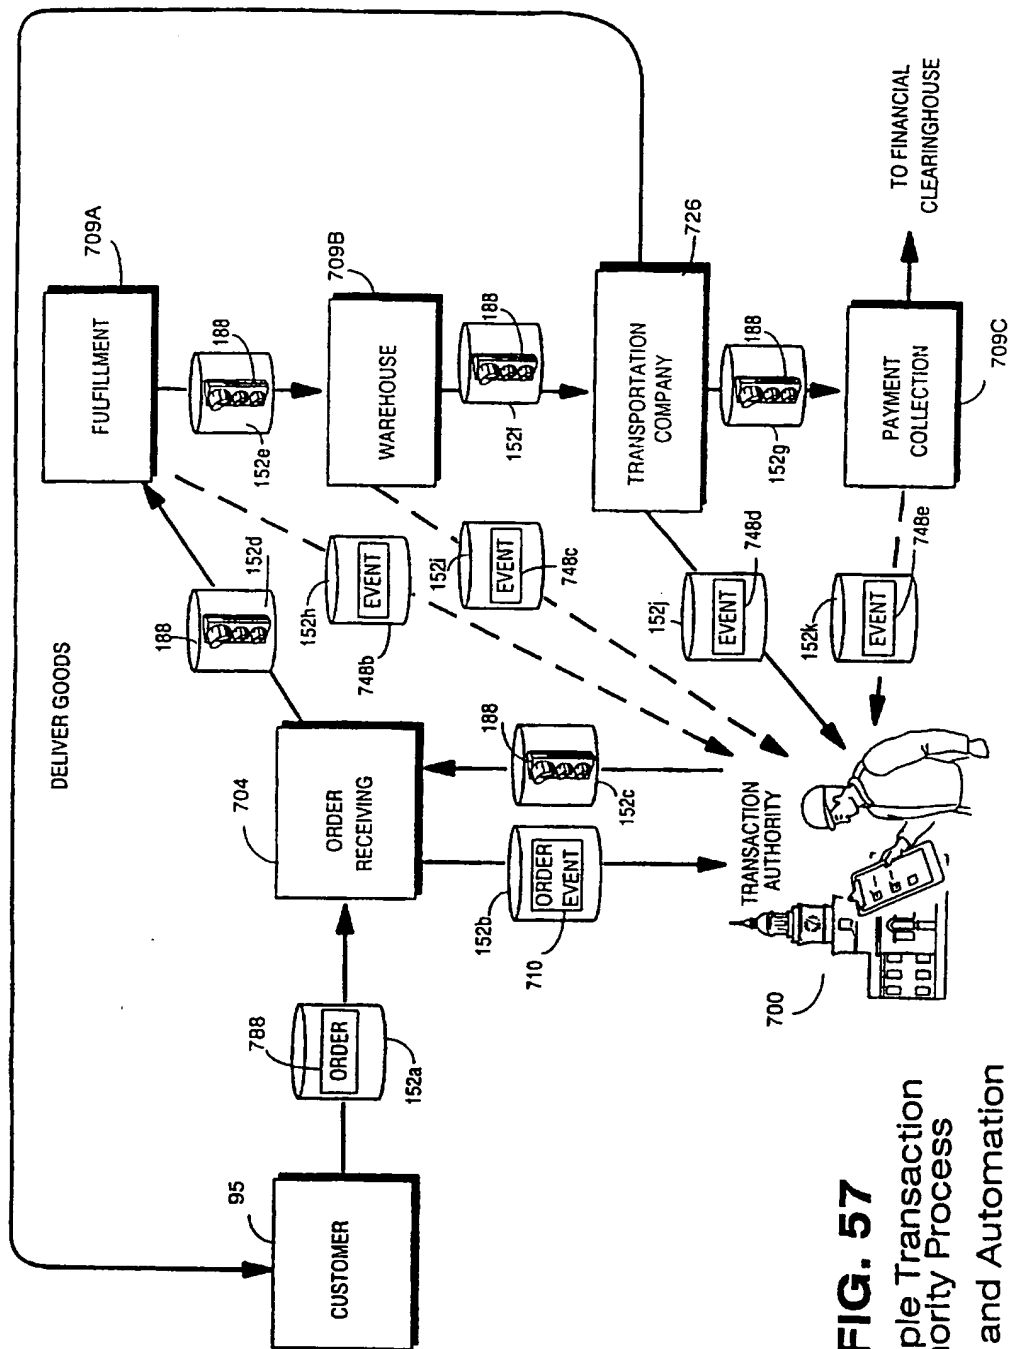 DELIVER GOODS
95
CUSTOMER
788
ORDER
152a
704
ORDER
RECEIVING
188
152d
709A
FULFILLMENT
188
152e
709B
WAREHOUSE
188
152f
726
TRANSPORTATION
COMPANY
188
152g
PAYMENT
COLLECTION
709C
TO FINANCIAL
CLEARINGHOUSE
152h
EVENT
748b
152i
EVENT
748c
152j
EVENT
748d
152k
EVENT
748e
152b
ORDER
EVENT
710
188
152c
TRANSACTION
AUTHORITY
700
FIG. 57
ple Transaction
ority Process
and Automation